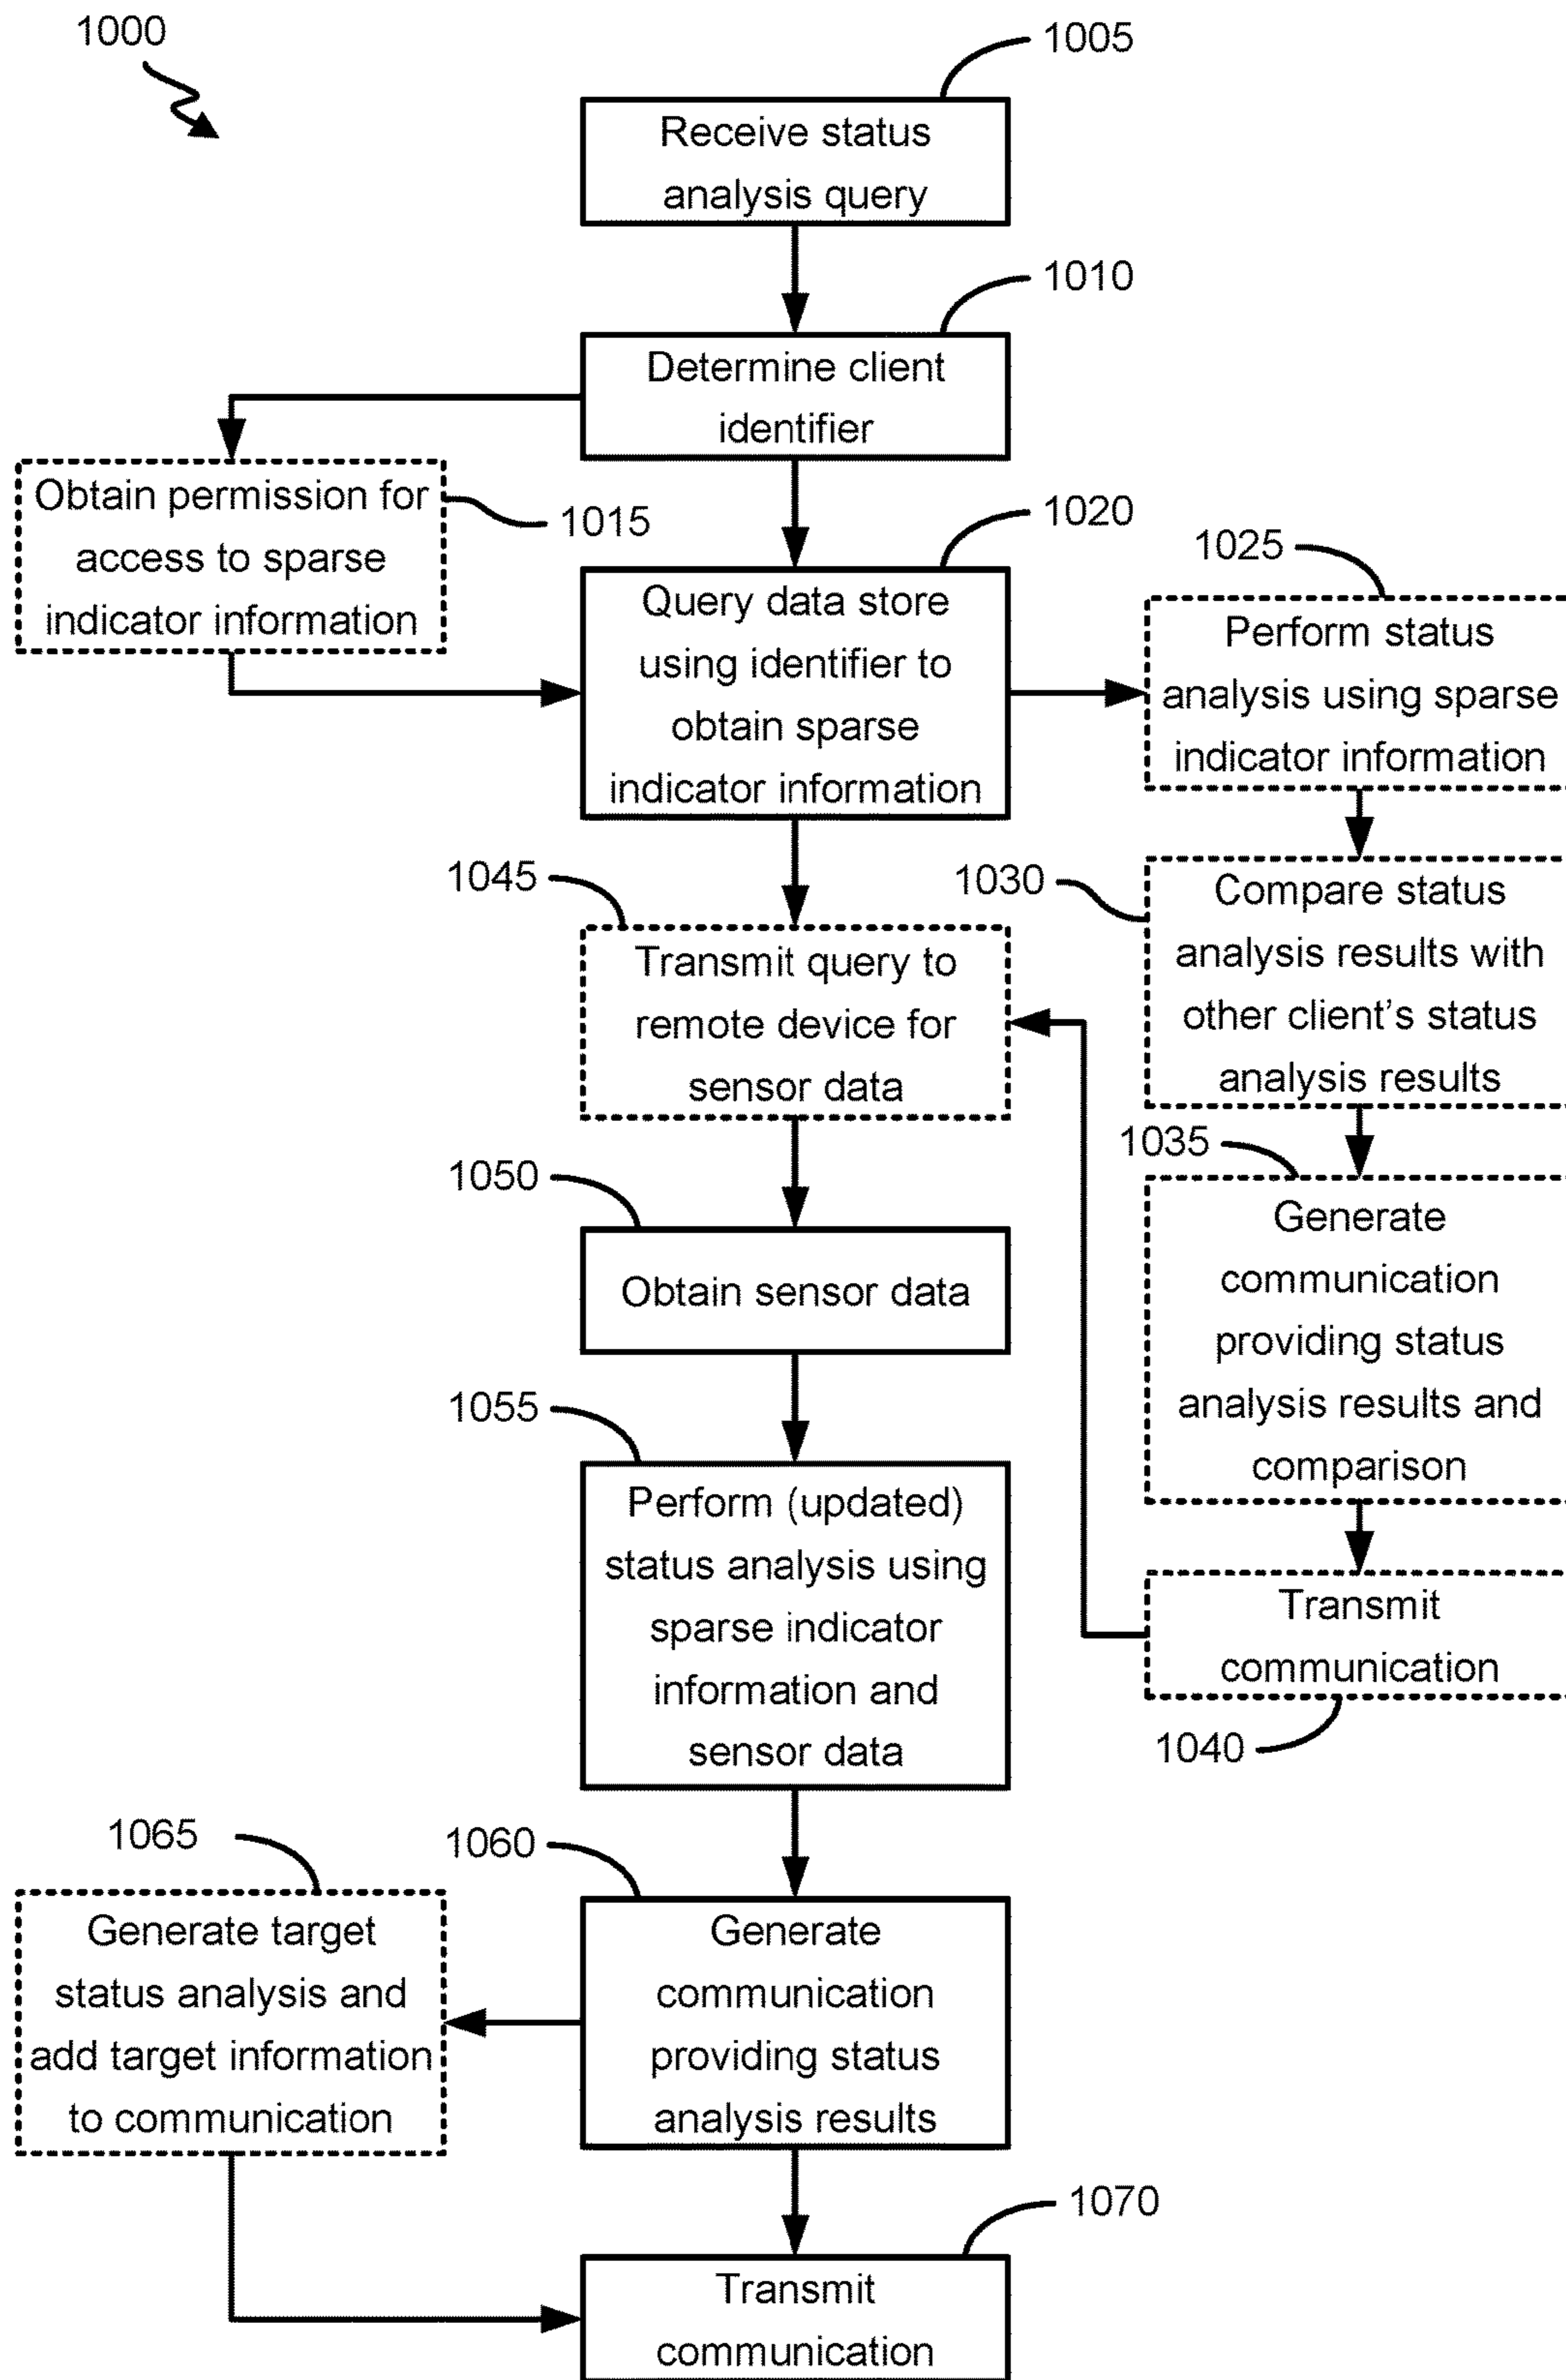 1000
1005
Receive status
analysis query
1010
Determine client
identifier
Obtain permission for
access to sparse
indicator information
1015
1020
Query data store
using identifier to
obtain sparse
indicator information
1025
Perform status
analysis using sparse
indicator information
1030
Compare status
analysis results with
other client's status
analysis results
1035
Generate
communication
providing status
analysis results and
comparison
Transmit
communication
1040
1045
Transmit query to
remote device for
sensor data
1050
Obtain sensor data
1055
Perform (updated)
status analysis using
sparse indicator
information and
sensor data
1060
Generate
communication
providing status
analysis results
1065
Generate target
status analysis and
add target information
to communication
1070
Transmit
communication